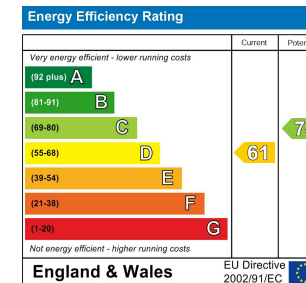 Energy Efficiency Rating
Current
Very energy efficient - lower running costs
(92 plus) A
(81-91) B
(69-80) C
(55-68) D
61
(39-54) E
(21-38) F
(1-20) G
Not energy efficient - higher running costs
England & Wales
EU Directive
2002/91/EC